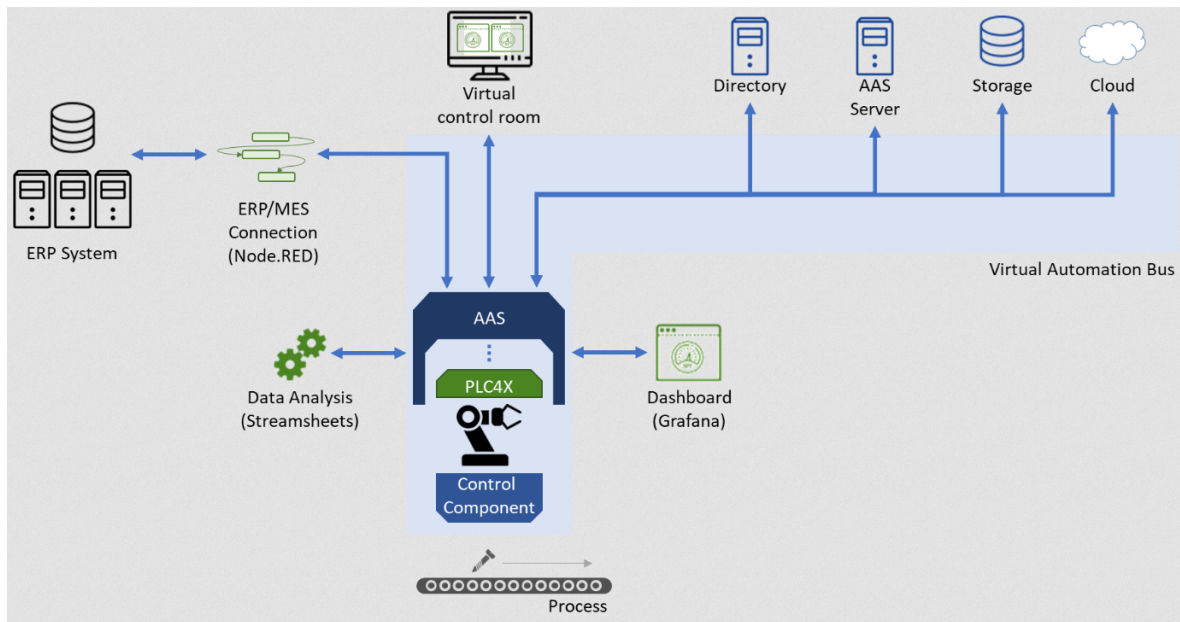 Virtual
control room
Directory
AAS
Server
Storage
Cloud
ERP System
ERP/MES
Connection
(Node.RED)
Virtual Automation Bus
AAS
PLC4X
Data Analysis
(Streamsheets)
Dashboard
(Grafana)
Control
Component
Process